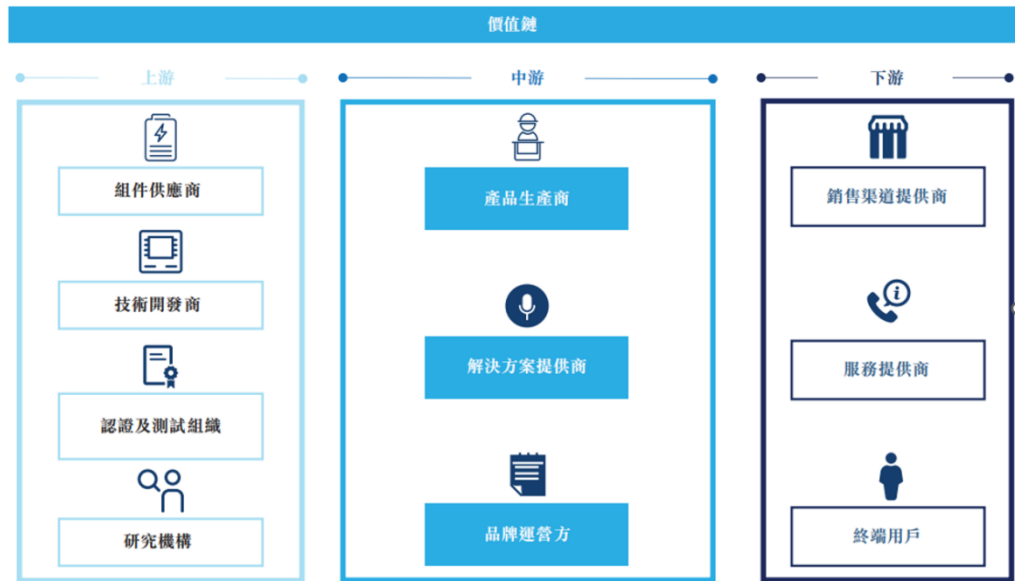 價值鏈
上游
組件供應商
技術開發商
認證及測試組織
研究機構
中游
產品生產商
解決方案提供商
品牌運營方
下游
銷售渠道提供商
服務提供商
終端用戶